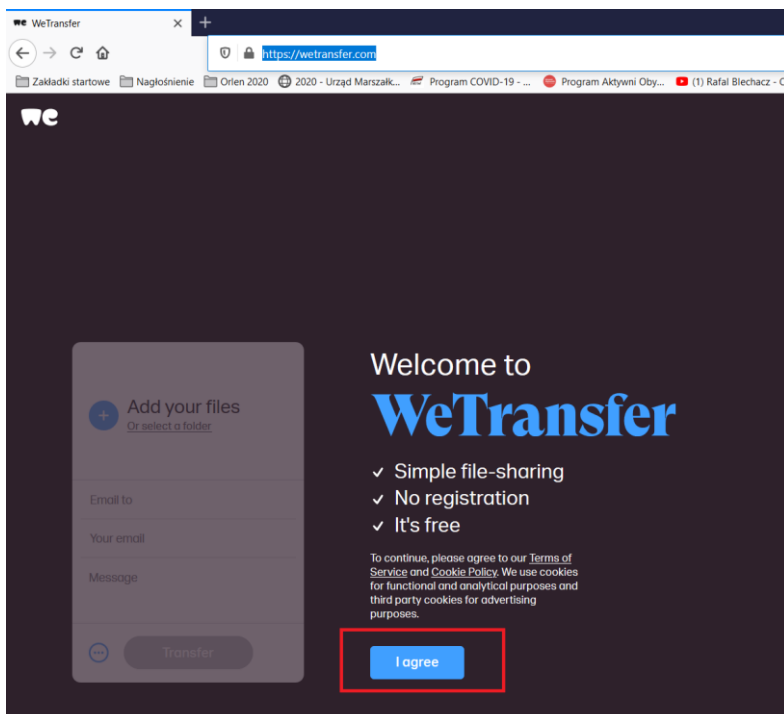 we WeTransfer
https://wetransfer.com
Zakładki startowe Nagłośnienie Orlen 2020 2020 - Urząd Marszałk... Program COVID-19 - ... Program Aktywni Oby... (1) Rafal Blechacz - C
we
Welcome to
WeTransfer
Simple file-sharing
No registration
It's free
To continue, please agree to our Terms of
Service and Cookie Policy. We use cookies
for functional and analytical purposes and
third party cookies for advertising
purposes.
I agree
Add your files
Or select a folder
Email to
Your email
Message
Transfer